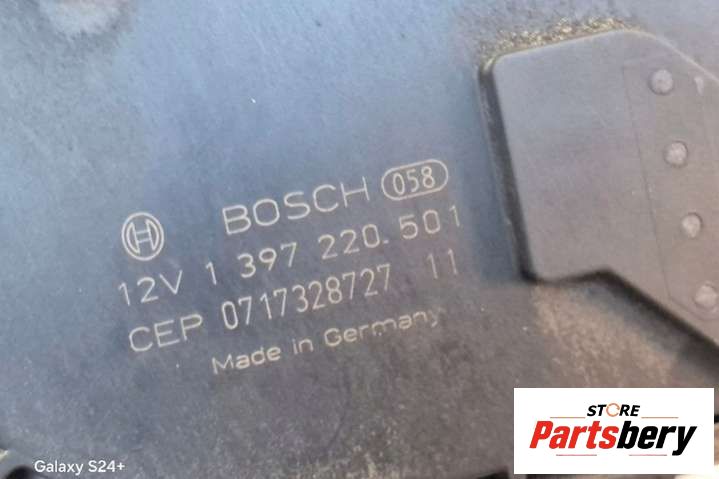 BOSCH 058
H
12V 1 397 220.501
CEP 0717328727 11
Made in Germany
STORE
Partsbery
Galaxy S24+